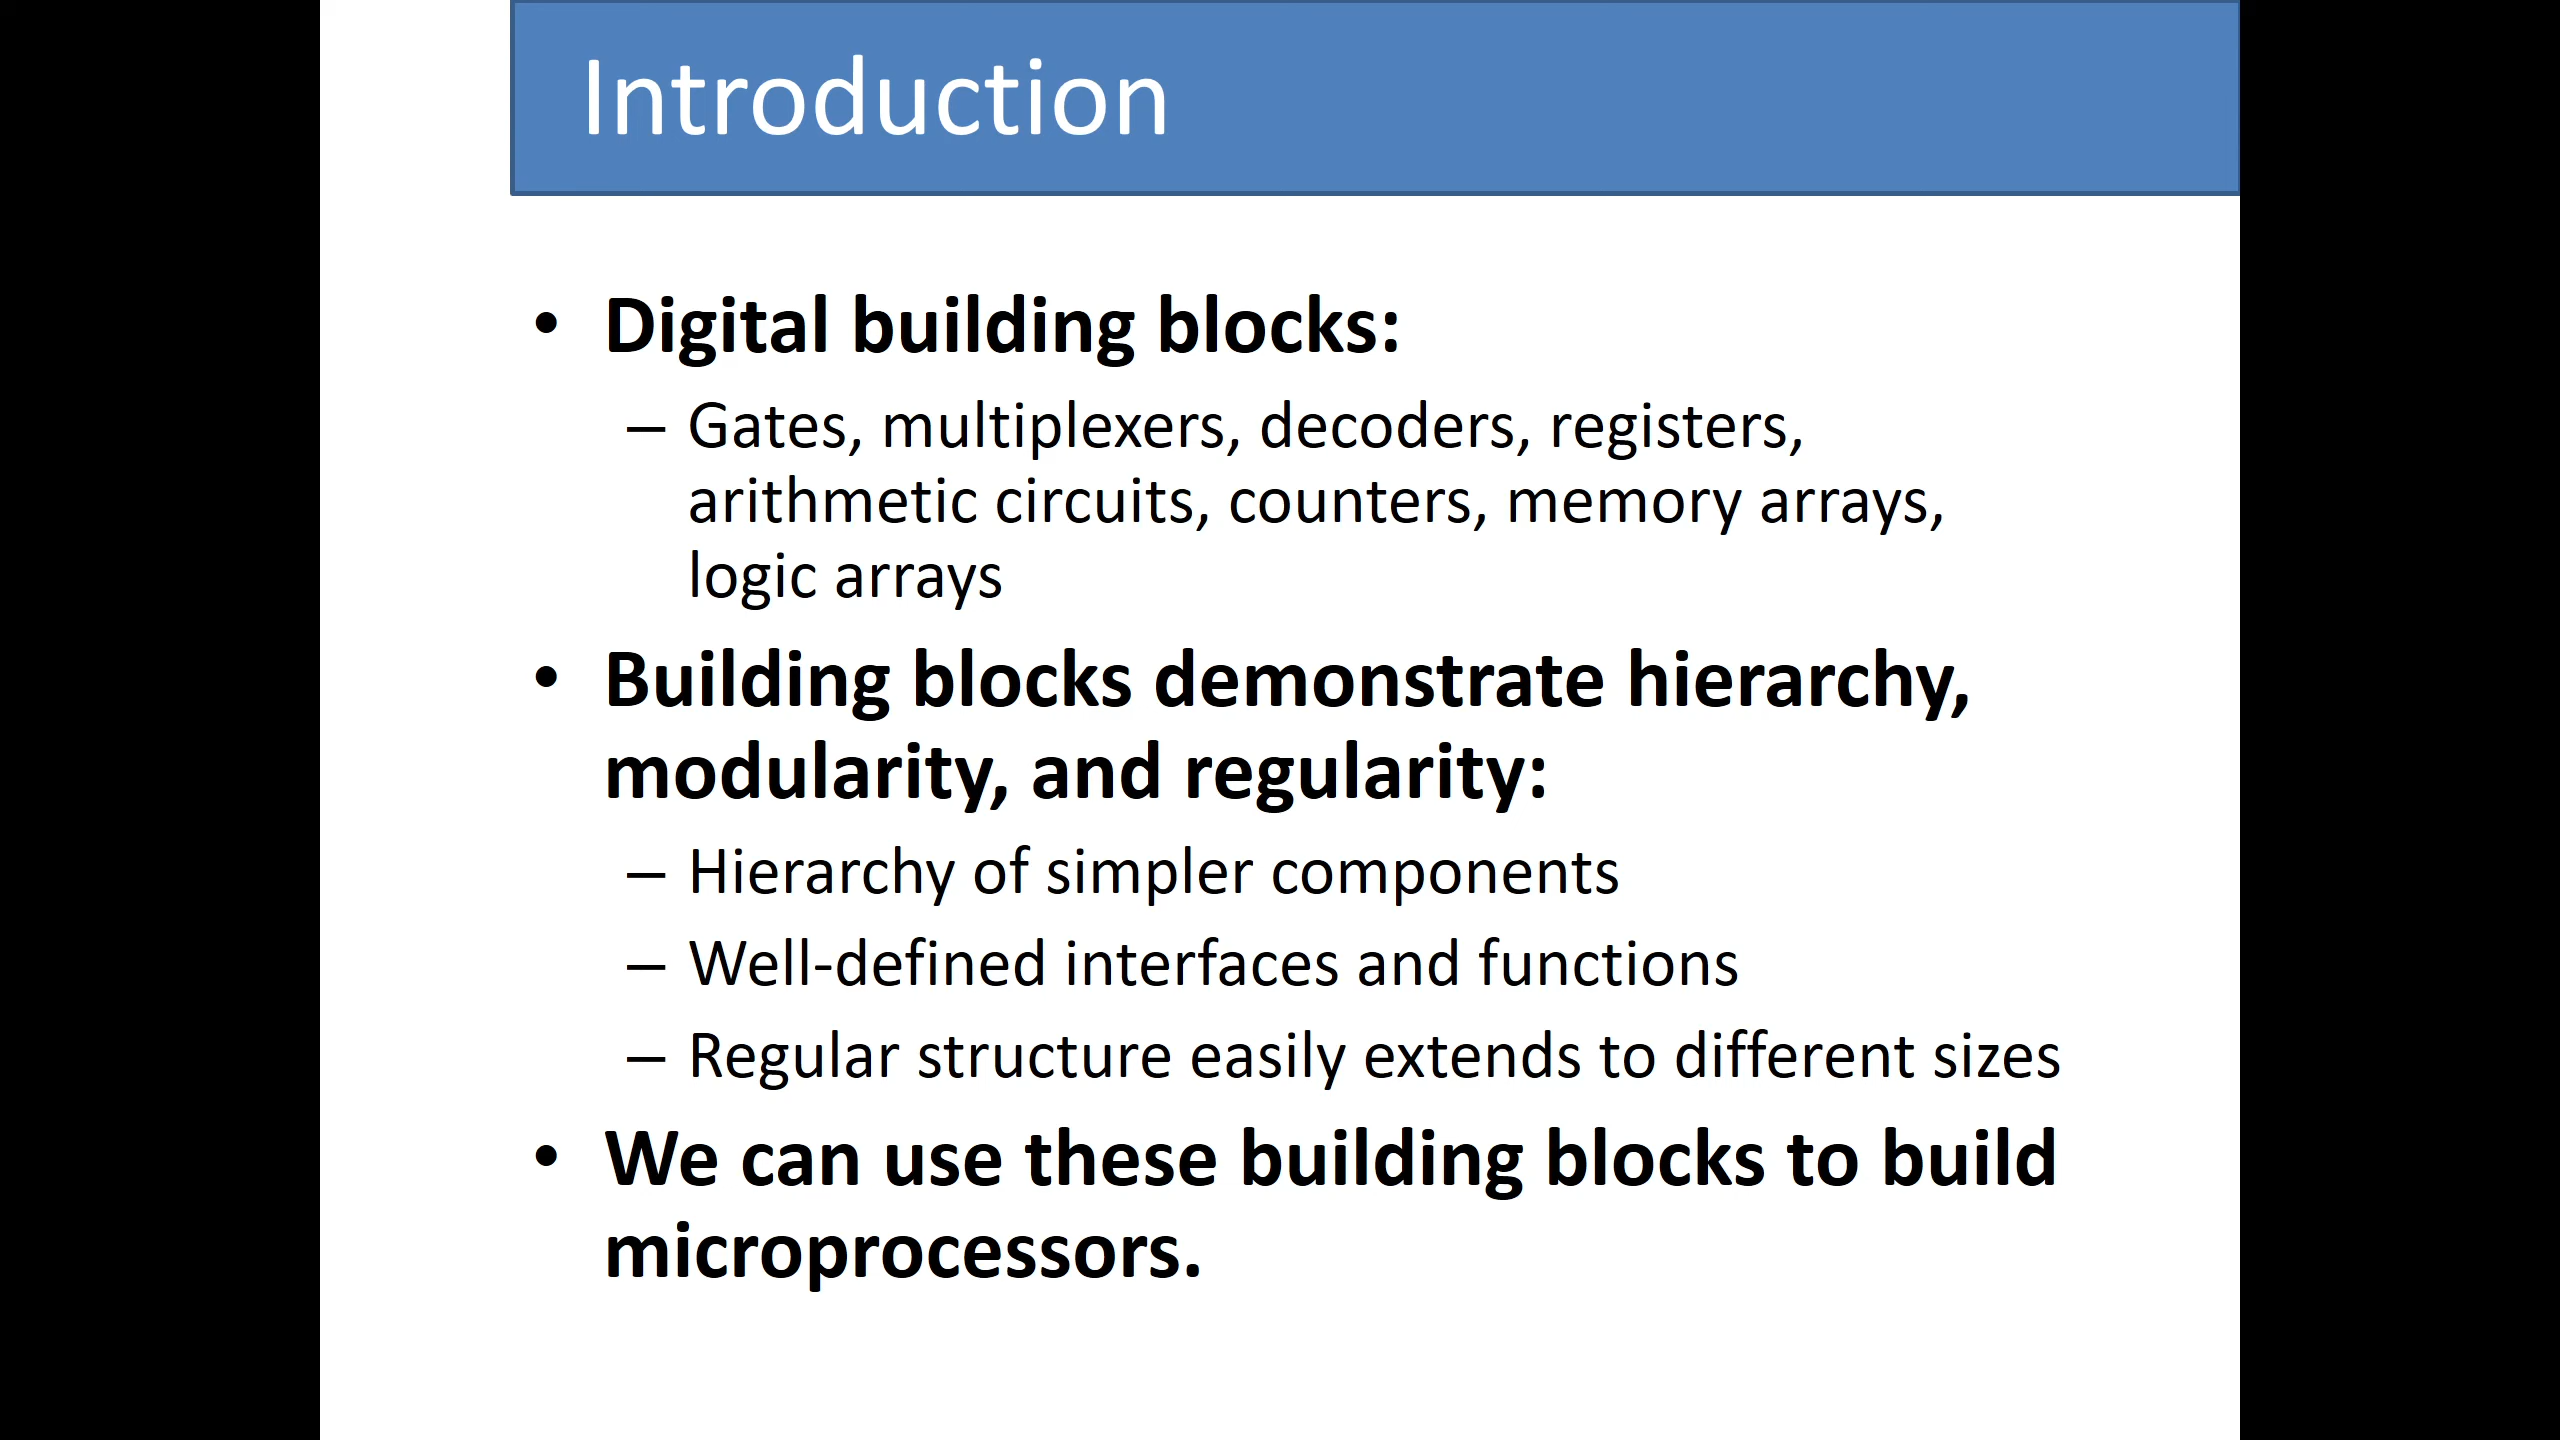 Introduction
• Digital building blocks:
– Gates, multiplexers, decoders, registers,
arithmetic circuits, counters, memory arrays,
logic arrays
• Building blocks demonstrate hierarchy,
modularity, and regularity:
– Hierarchy of simpler components
– Well-defined interfaces and functions
– Regular structure easily extends to different sizes
• We can use these building blocks to build
microprocessors.